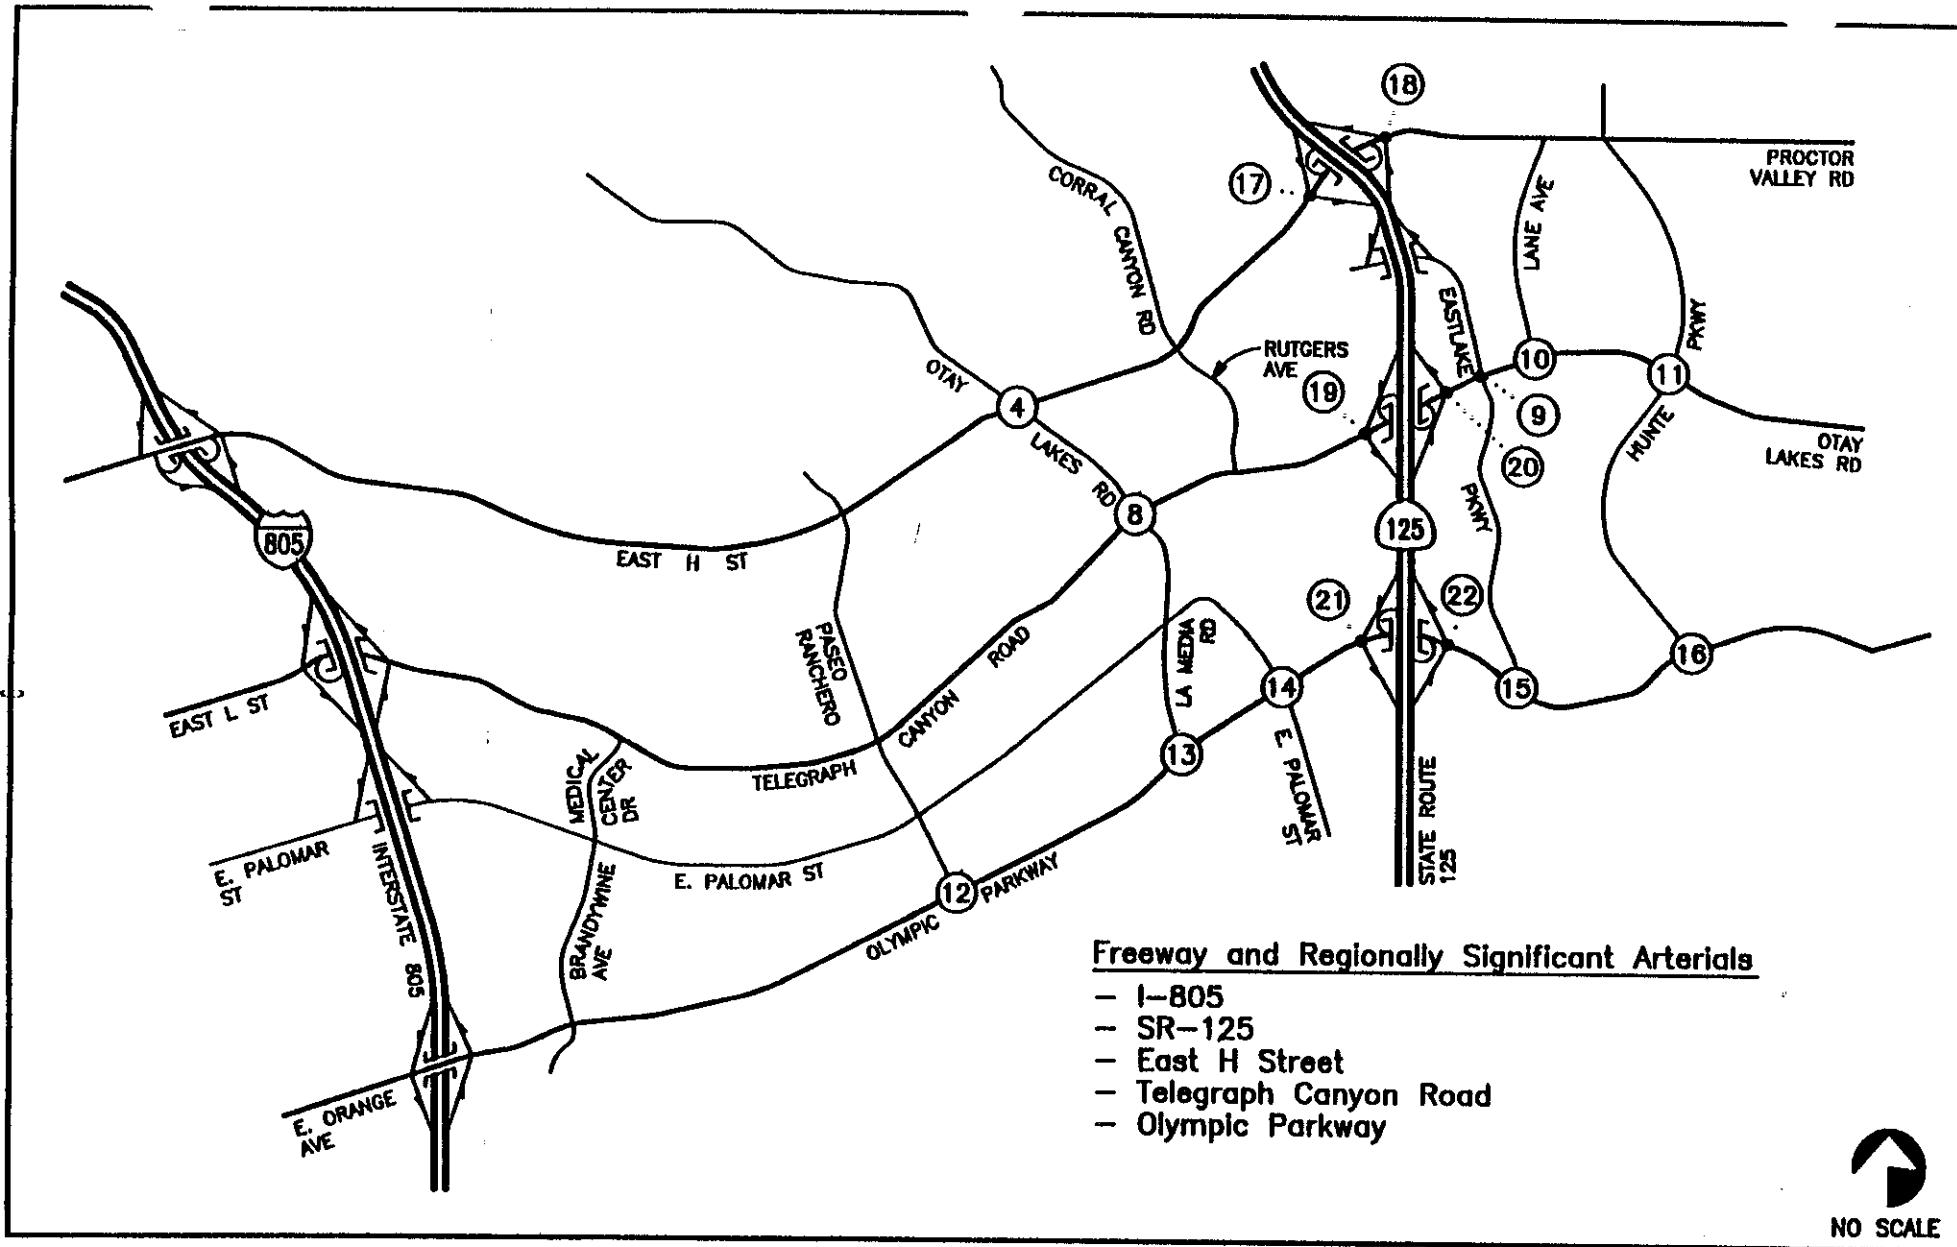 18
PROCTOR
VALLEY RD
17
CORRAL CANYON RD
LANE AVE
EASTLAKE
PKWY
RUTGERS
AVE
OTAY
4
LAKES
RD
19
10
11
9
20
HUNTE
PKWY
OTAY
LAKES RD
8
125
805
EAST H ST
PASEO
RANCHERO
CANYON ROAD
LA MEDIA
RD
21
22
16
15
14
13
EAST L ST
MEDICAL
CENTER
DR
TELEGRAPH
E. PALOMAR
ST
STATE ROUTE
125
E. PALOMAR
ST
INTERSTATE 805
E. PALOMAR ST
BRANDYWINE
AVE
12
PARKWAY
OLYMPIC
E. ORANGE
AVE
PKWY
Freeway and Regionally Significant Arterials
– I–805
– SR–125
– East H Street
– Telegraph Canyon Road
– Olympic Parkway
NO SCALE